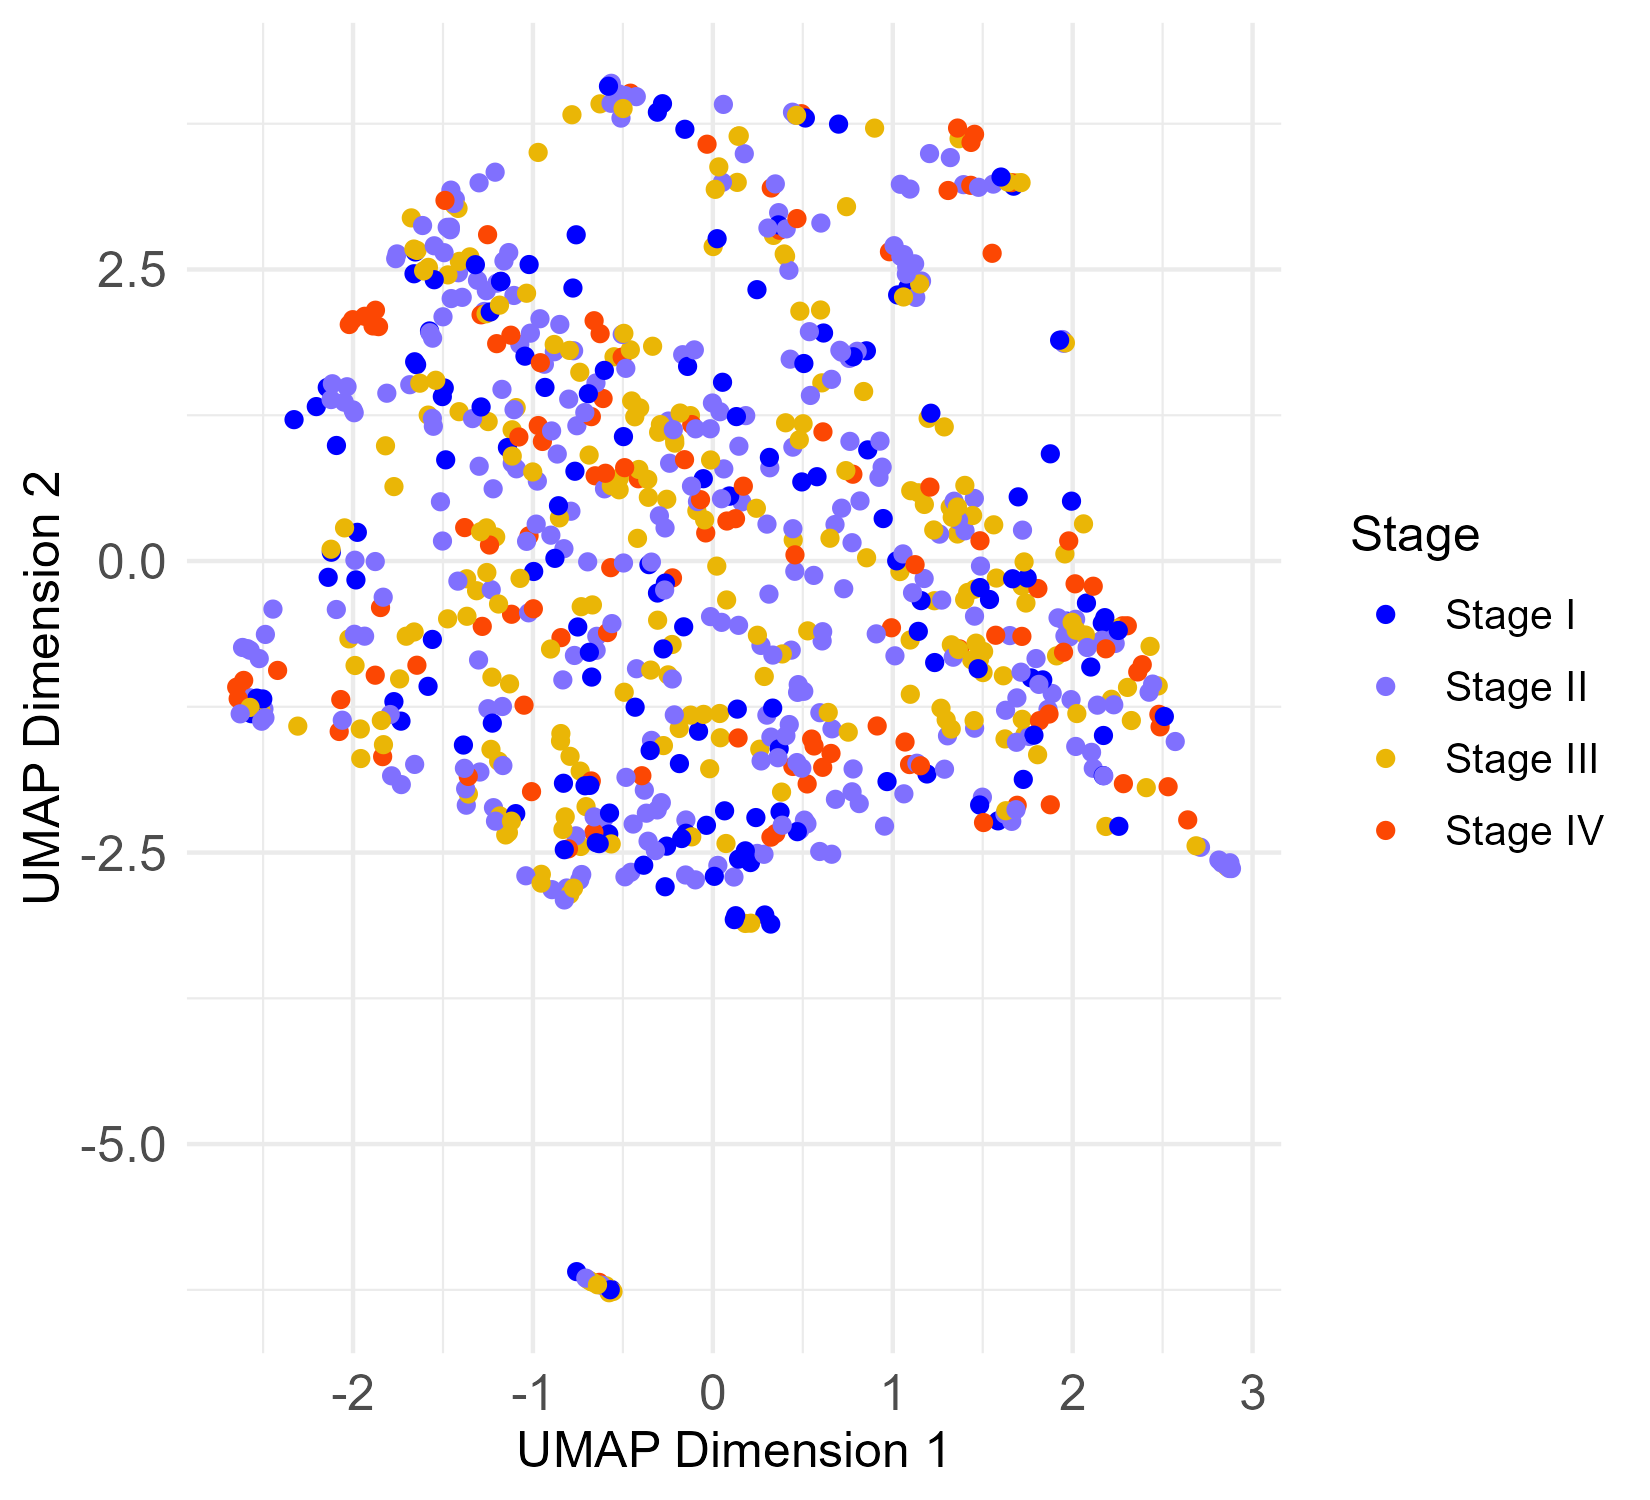 2.5
0.0
-2.5
-5.0
-2
-1
0
1
2
3
UMAP Dimension 1
UMAP Dimension 2
Stage
Stage I
Stage II
Stage III
Stage IV